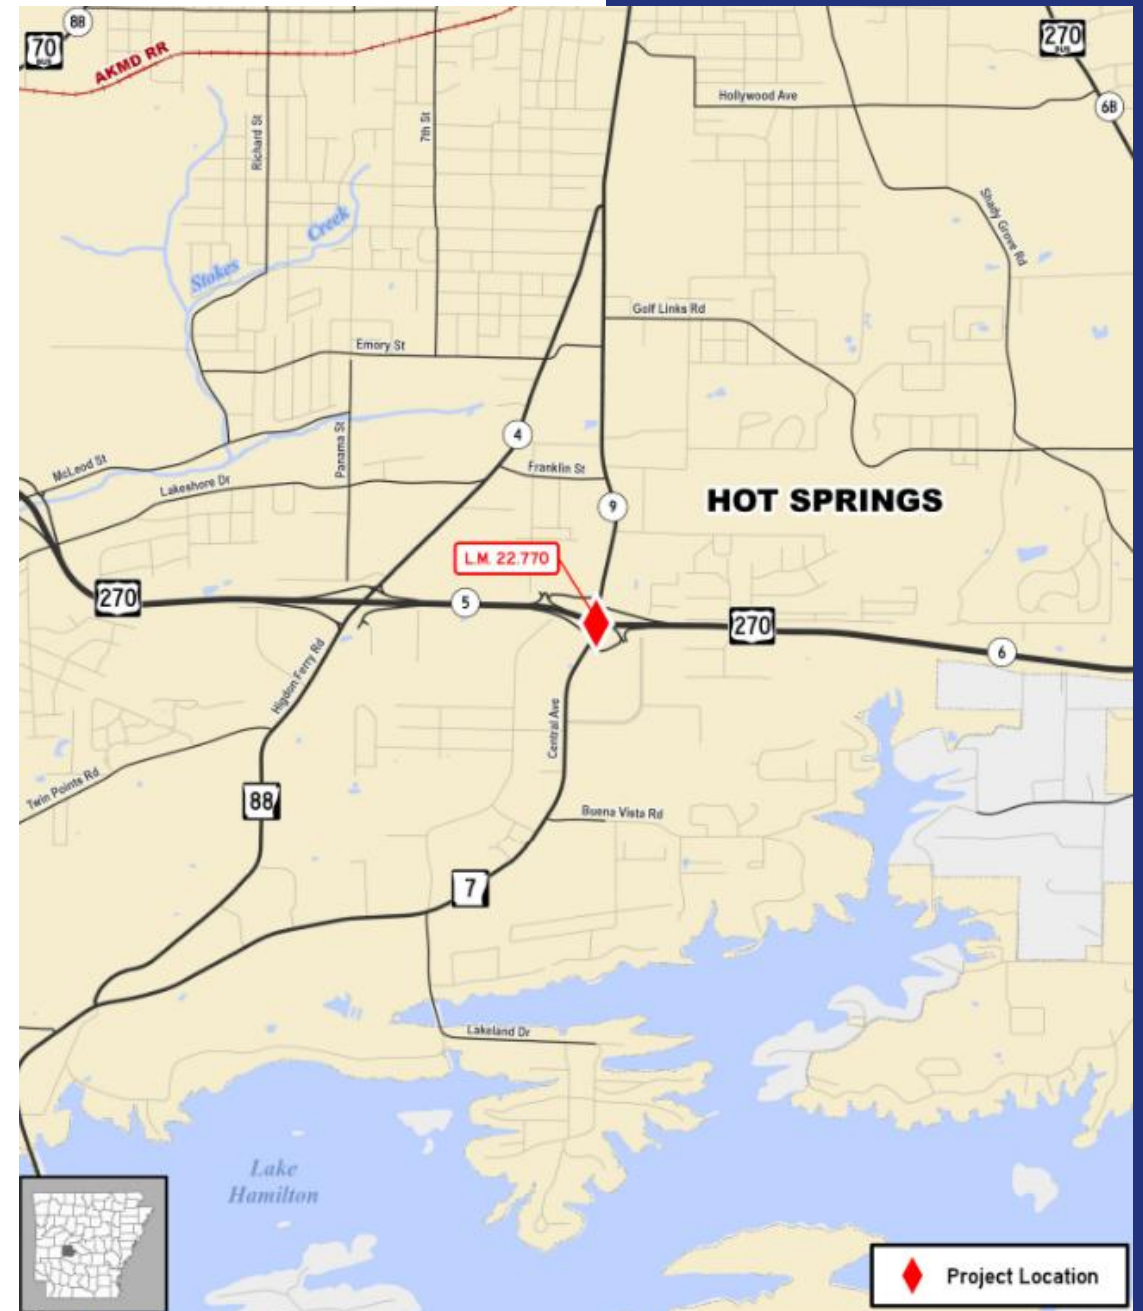 8B
70
BUS
AKMD RR
270
BUS
6B
Hollywood Ave
Richard St
7th St
Shady Grove Rd
Stokes Creek
Golf Links Rd
Emory St
4
Panama St
McLeod St
Franklin St
Lakeshore Dr
9
HOT SPRINGS
L.M. 22.770
270
5
270
6
Higdon Ferry Rd
Central Ave
Twin Points Rd
88
Buena Vista Rd
7
Lakeland Dr
Lake
Hamilton
Project Location